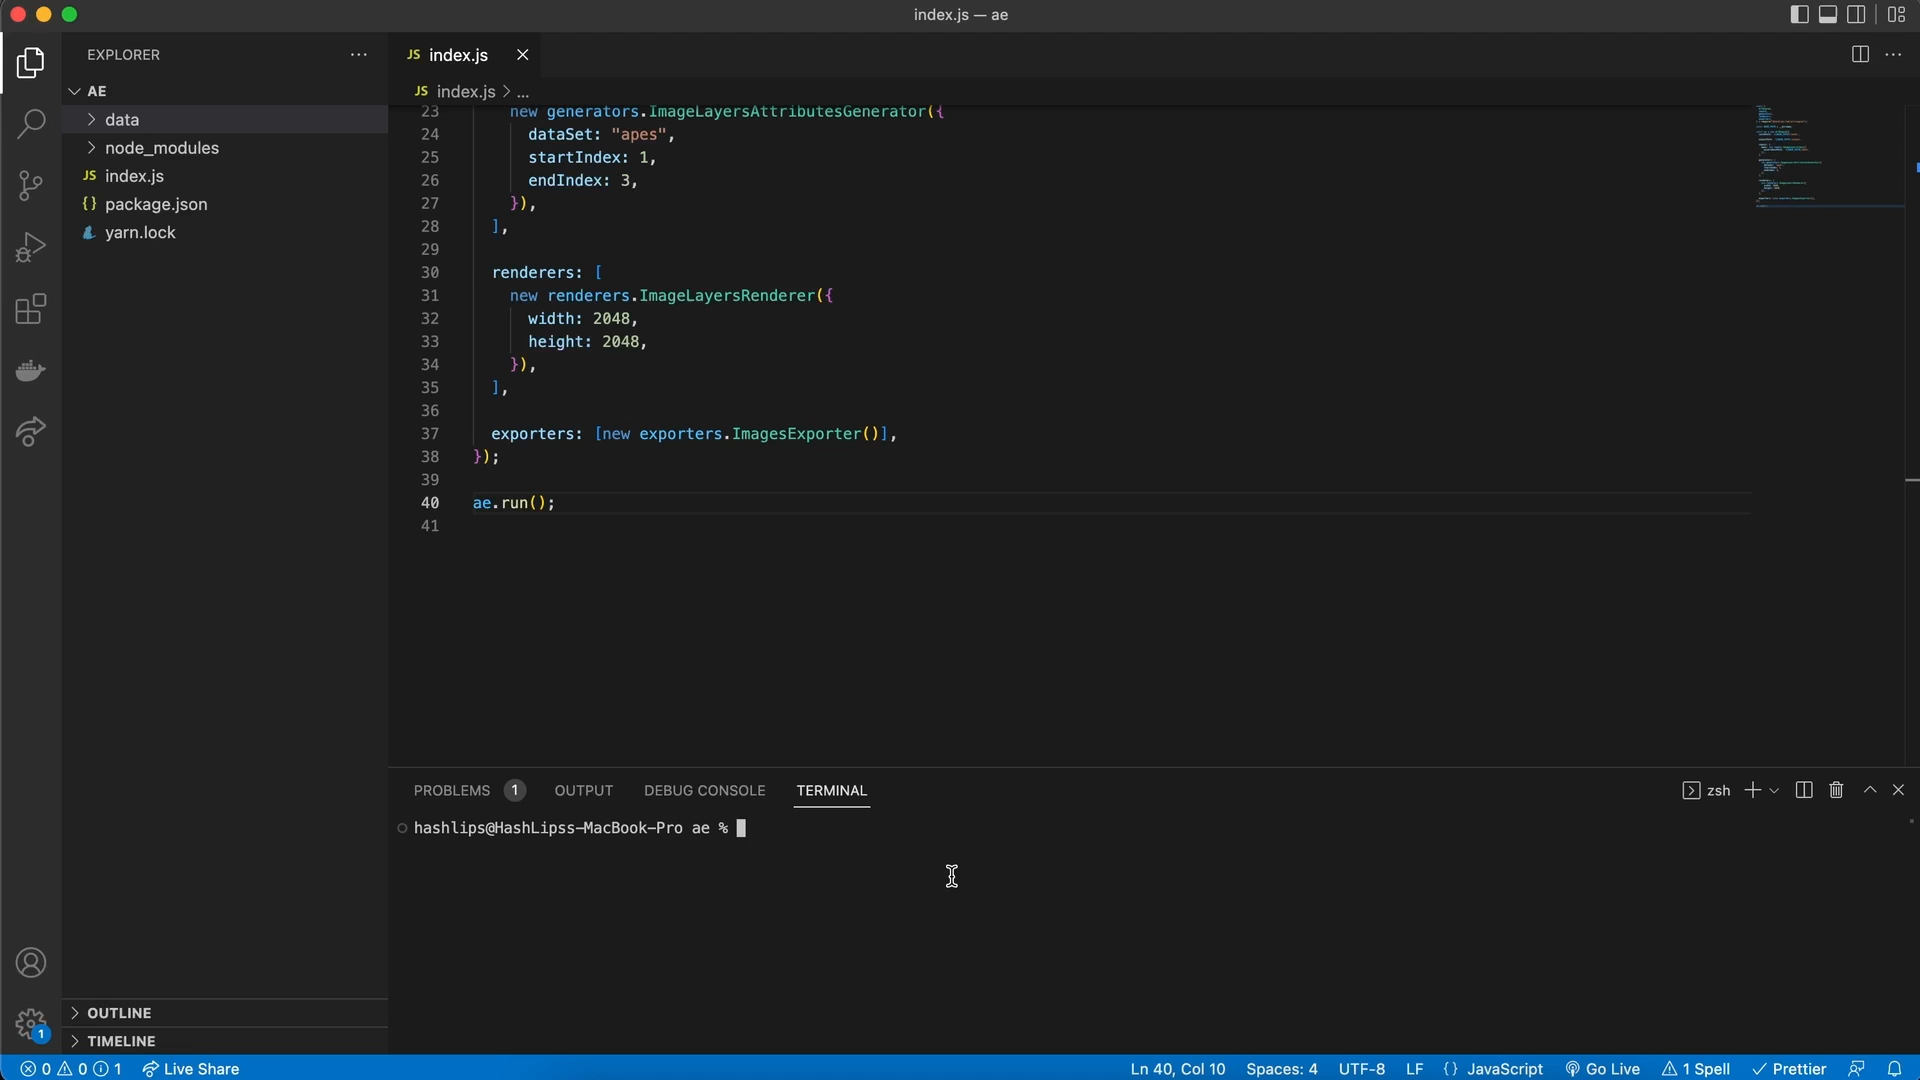 index.js — ae
EXPLORER
AE
data
node_modules
JS index.js
{} package.json
yarn.lock
OUTLINE
TIMELINE
JS index.js
JS index.js > ...
23 new generators.ImageLayersAttributesGenerator({
24 dataSet: "apes",
25 startIndex: 1,
26 endIndex: 3,
27 }),
28 ],
29
30 renderers: [
31 new renderers.ImageLayersRenderer({
32 width: 2048,
33 height: 2048,
34 }),
35 ],
36
37 exporters: [new exporters.ImagesExporter()],
38 });
39
40 ae.run();
41
PROBLEMS 1 OUTPUT DEBUG CONSOLE TERMINAL
zsh
hashlips@HashLipss-MacBook-Pro ae %
1
0 0 1 Live Share
Ln 40, Col 10 Spaces: 4 UTF-8 LF {} JavaScript Go Live 1 Spell Prettier